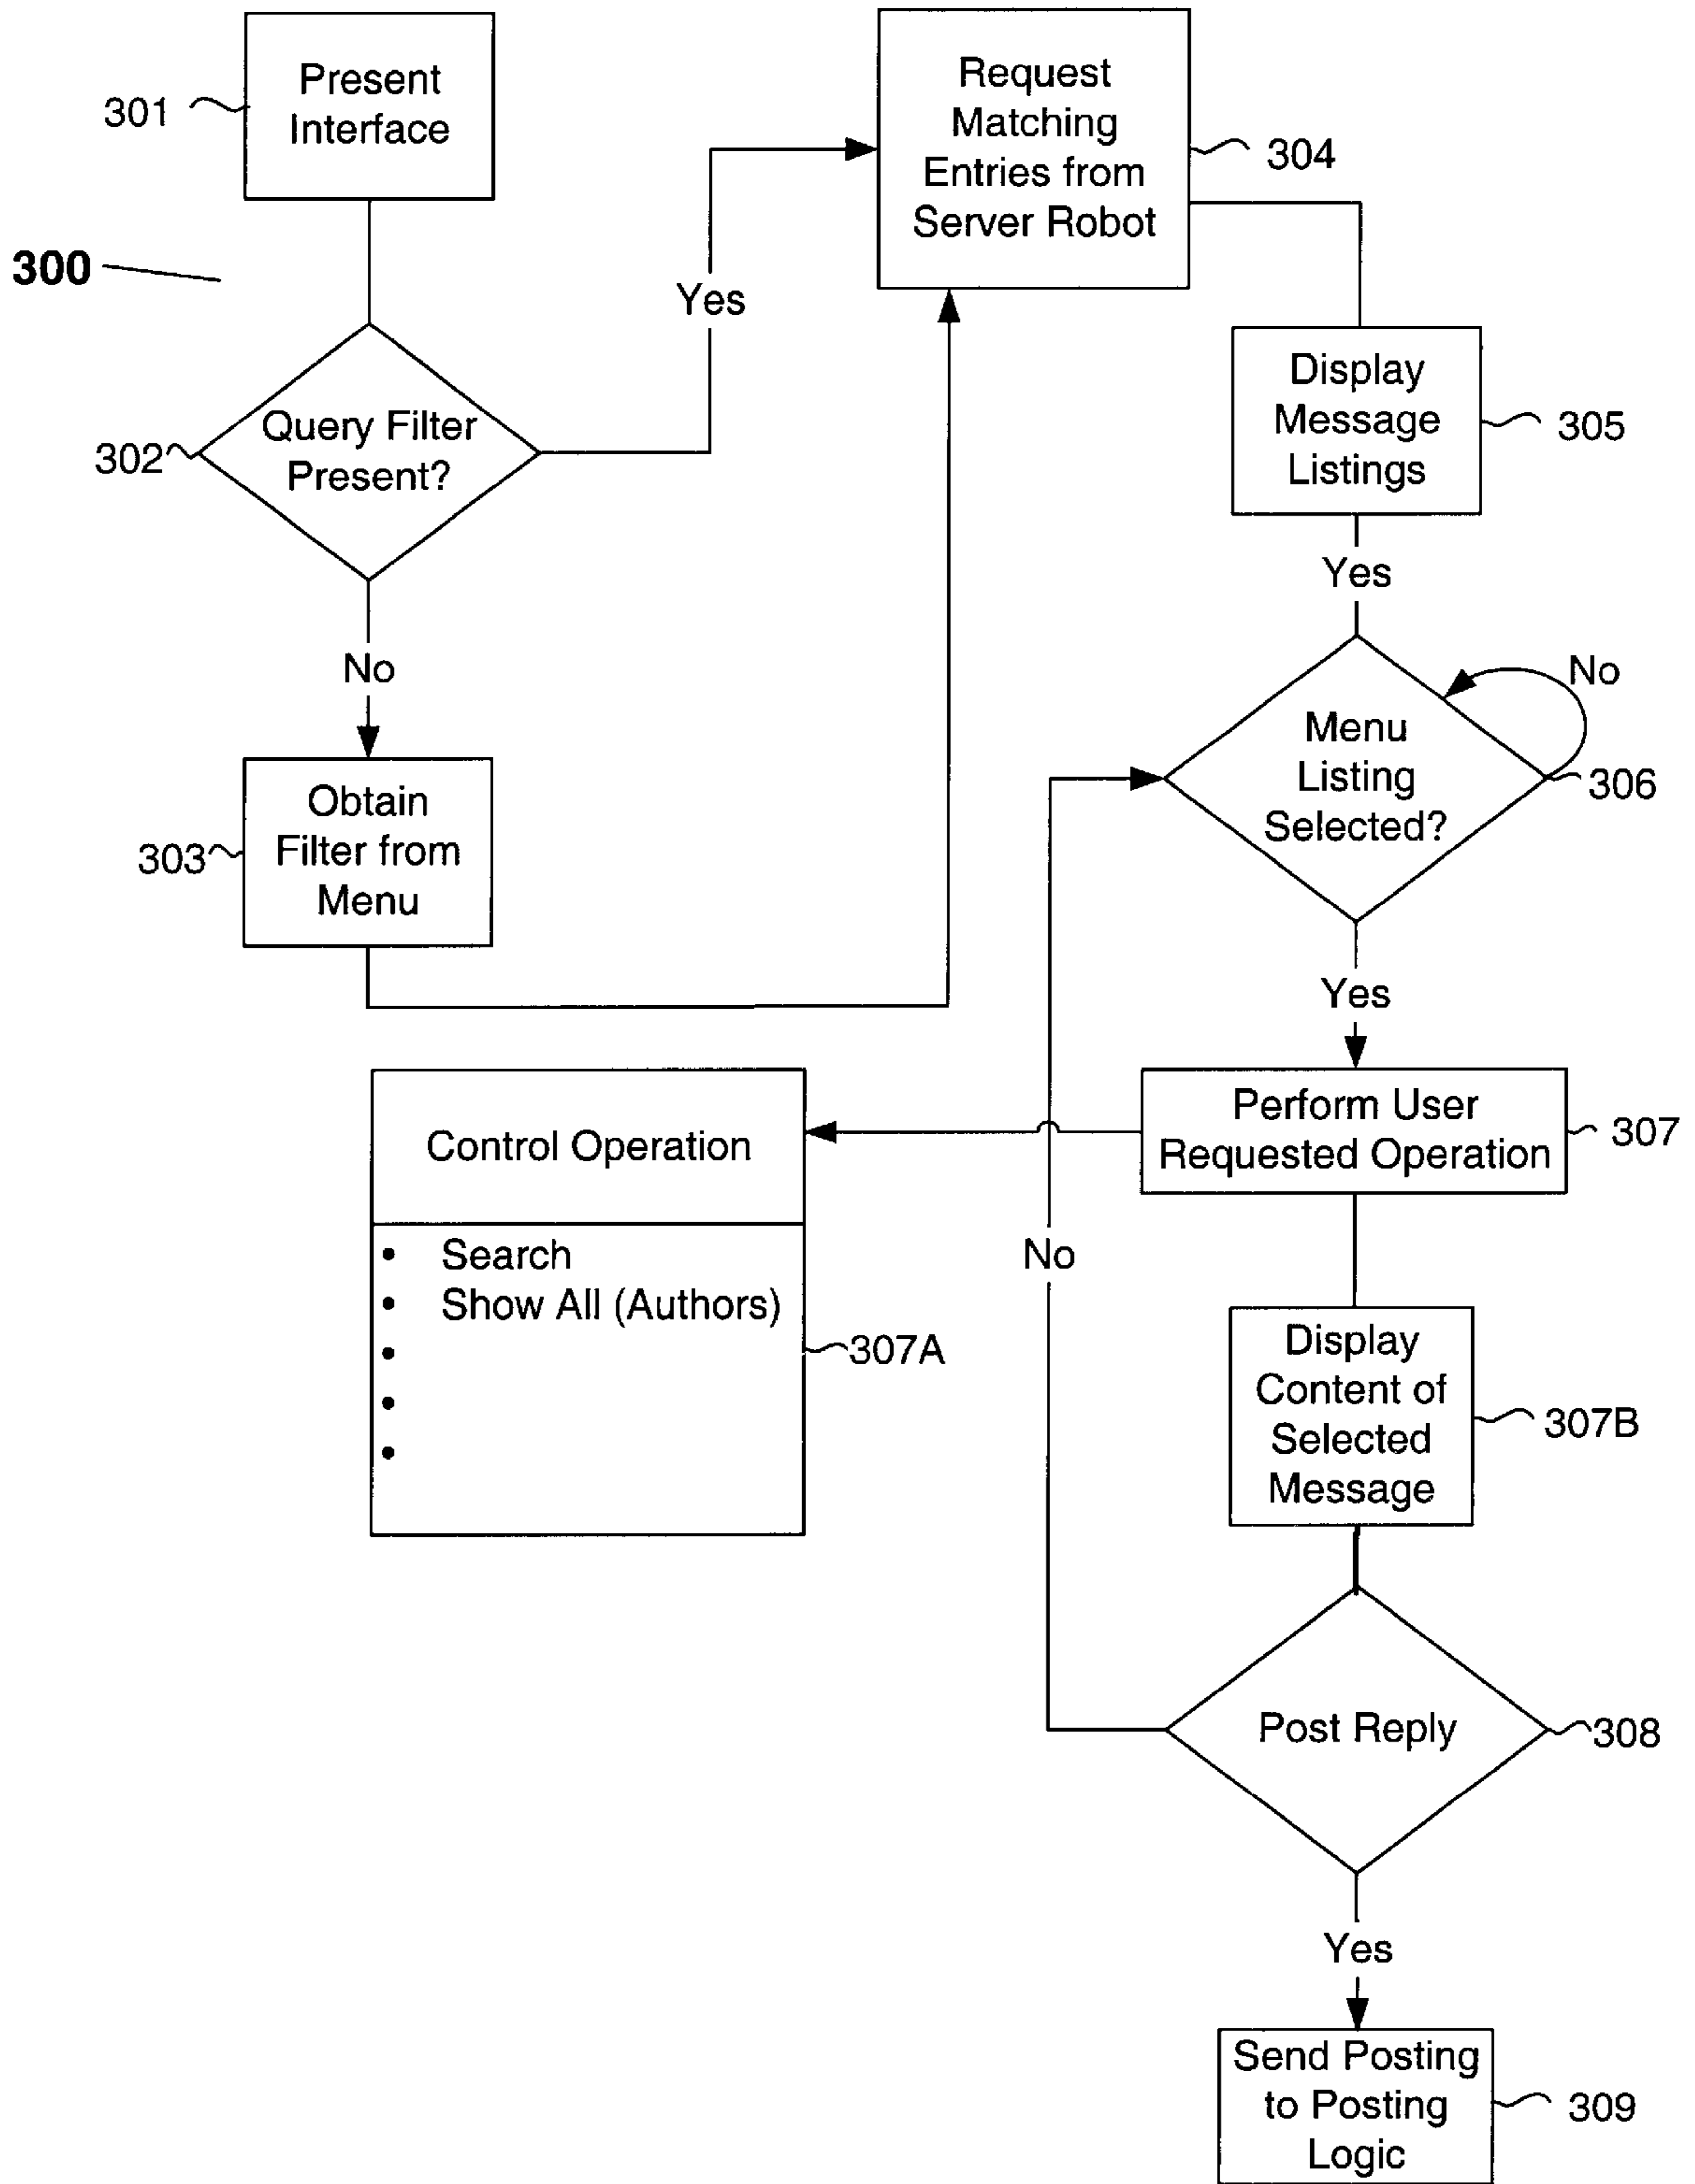 Present
Interface
301
300
Query Filter
Present?
302
Yes
No
Obtain
Filter from
Menu
303
Request
Matching
Entries from
Server Robot
304
Display
Message
Listings
305
Yes
Menu
Listing
Selected?
No
306
Yes
Perform User
Requested Operation
307
Control Operation
• Search
• Show All (Authors)
•
•
•
307A
No
Display
Content of
Selected
Message
307B
Post Reply
308
Yes
Send Posting
to Posting
Logic
309